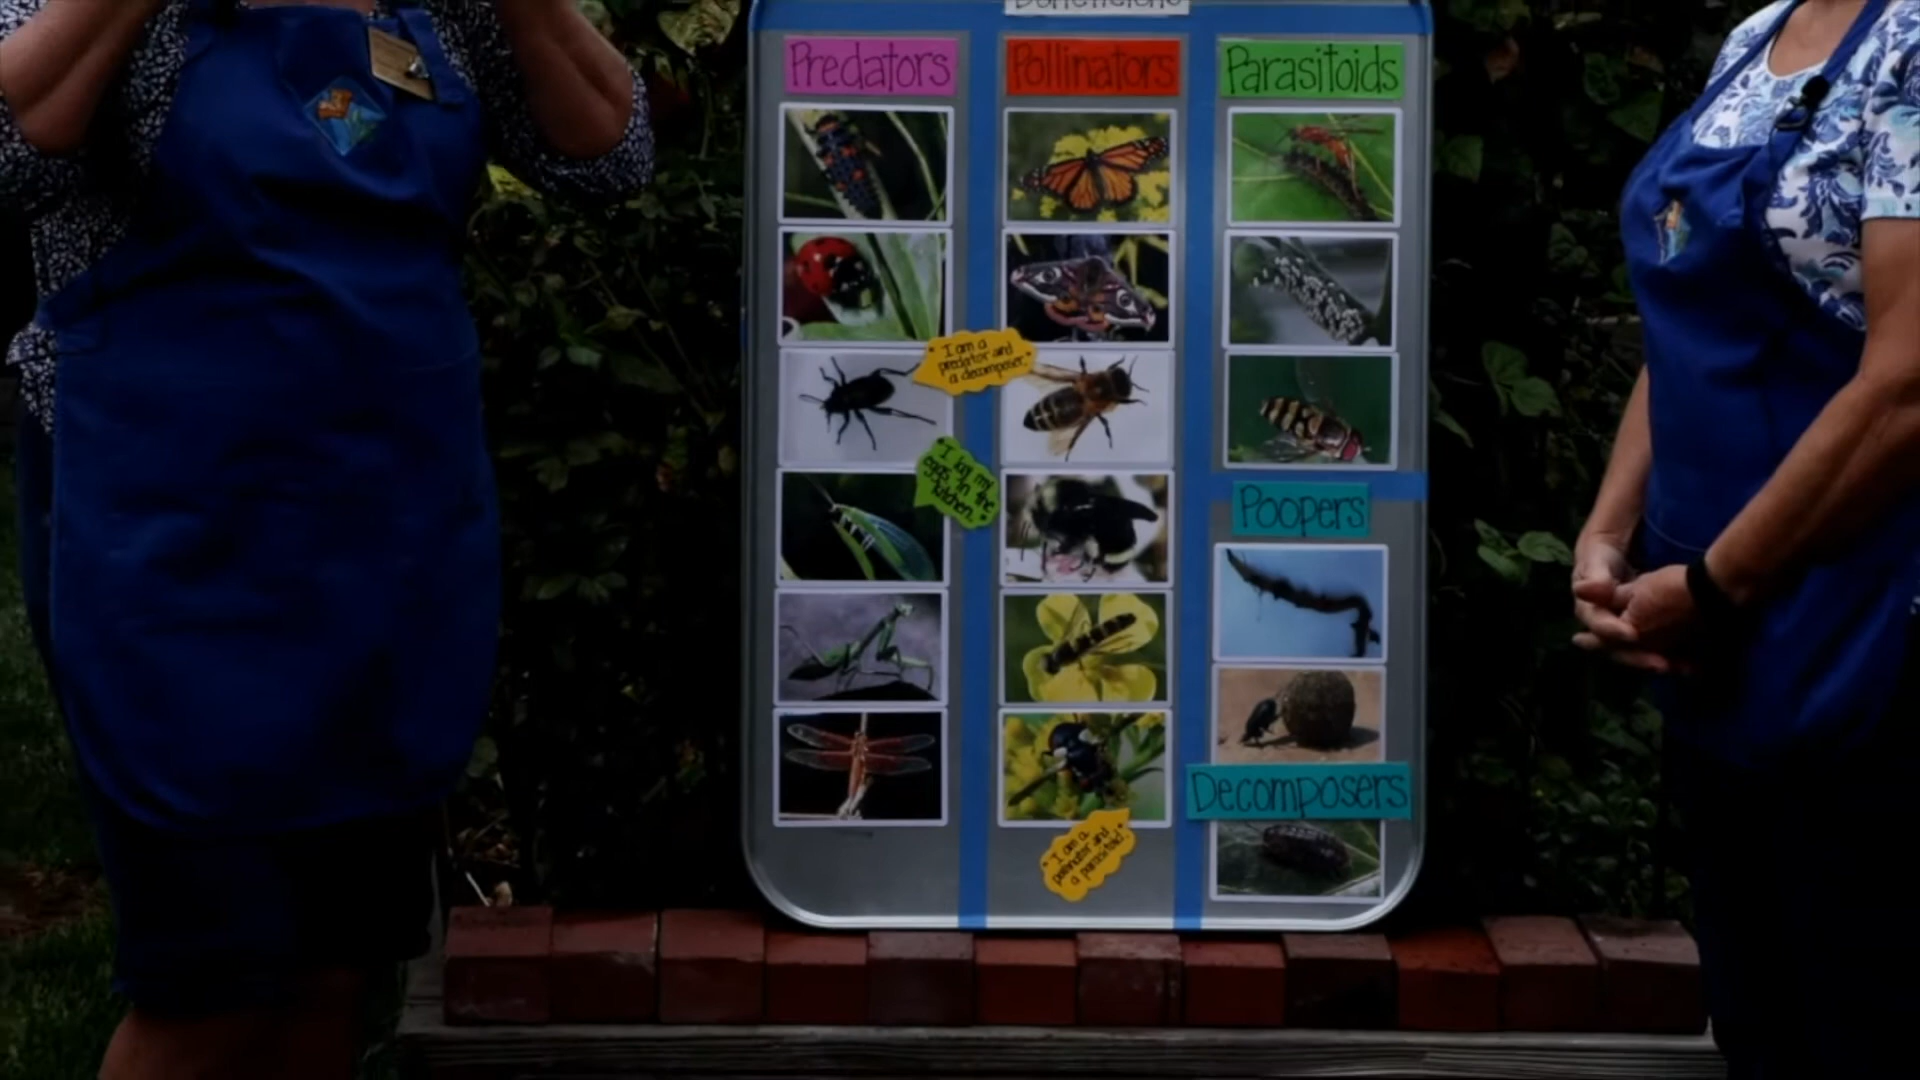 Beneficials
Predators
Pollinators
Parasitoids
"I am a
predator and
a decomposer."
"I lay my
eggs in the
kitchen."
Poopers
Decomposers
"I am a
pollinator and
a parasitoid."